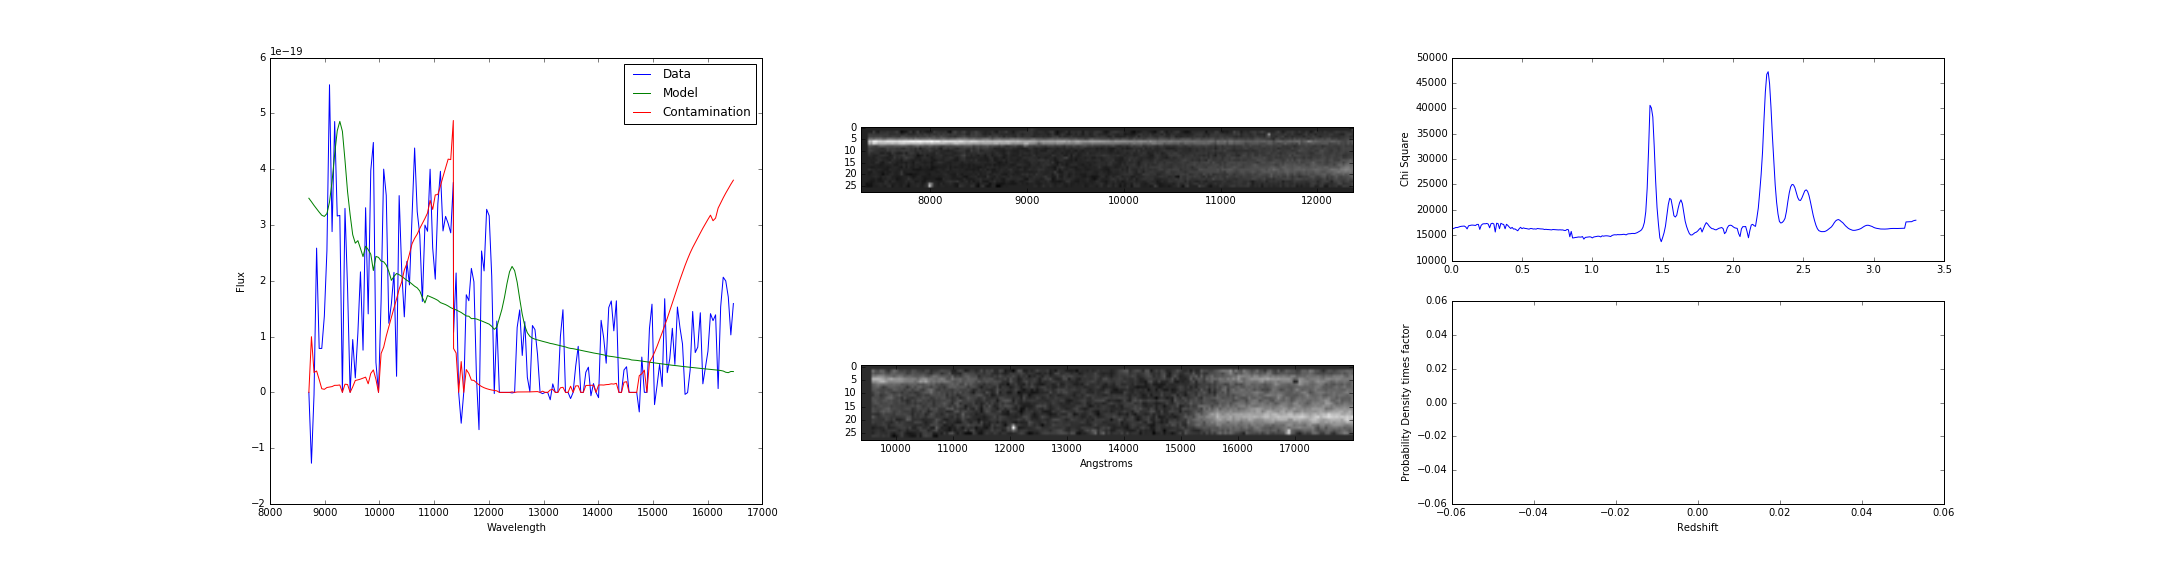 1e−19
6
5
4
3
2
1
0
−1
−2
Flux
8000 9000 10000 11000 12000 13000 14000 15000 16000 17000
Wavelength
Data
Model
Contamination
0
5
10
15
20
25
8000 9000 10000 11000 12000
0
5
10
15
20
25
10000 11000 12000 13000 14000 15000 16000 17000
Angstroms
50000
45000
40000
35000
30000
25000
20000
15000
10000
Chi Square
0.0 0.5 1.0 1.5 2.0 2.5 3.0 3.5
0.06
0.04
0.02
0.00
−0.02
−0.04
−0.06
Probability Density times factor
−0.06 −0.04 −0.02 0.00 0.02 0.04 0.06
Redshift